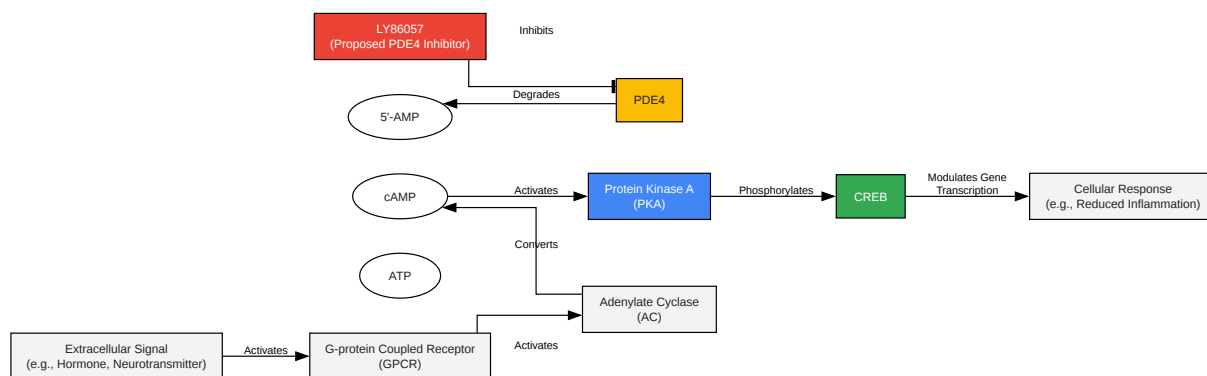 LY86057
(Proposed PDE4 Inhibitor)
Inhibits
Degrades
PDE4
5'-AMP
cAMP
Activates
Protein Kinase A
(PKA)
Phosphorylates
CREB
Modulates Gene
Transcription
Cellular Response
(e.g., Reduced Inflammation)
Converts
ATP
Adenylate Cyclase
(AC)
Extracellular Signal
(e.g., Hormone, Neurotransmitter)
Activates
G-protein Coupled Receptor
(GPCR)
Activates